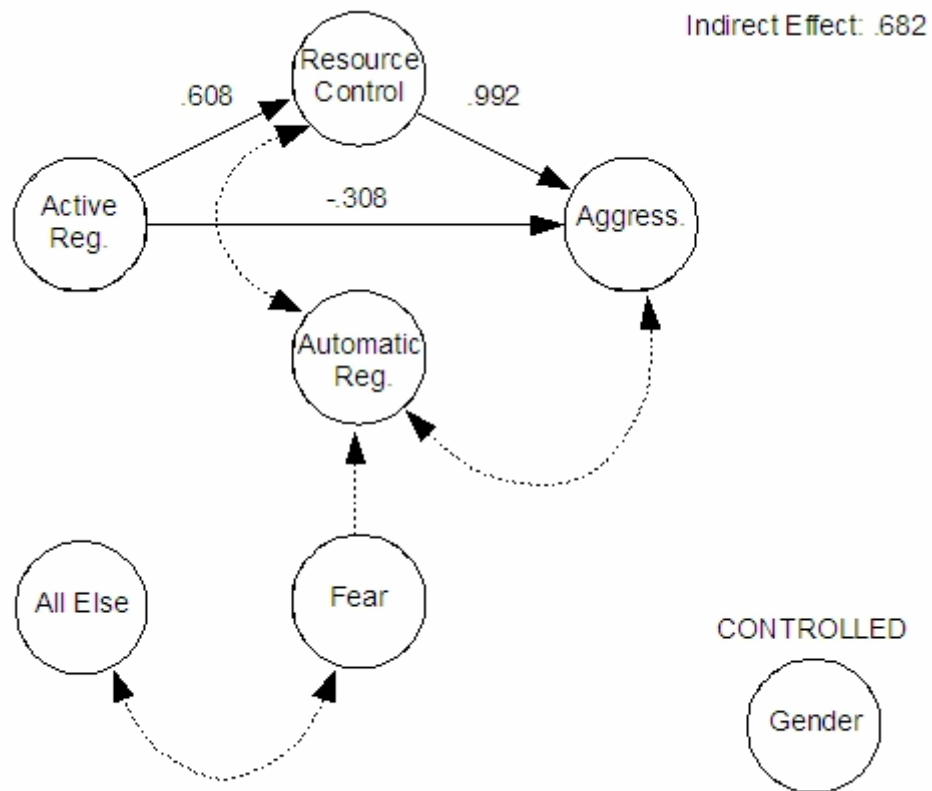 Indirect Effect: .682
Resource
Control
.608
.992
Active
Reg.
-.308
Aggress.
Automatic
Reg.
All Else
Fear
CONTROLLED
Gender